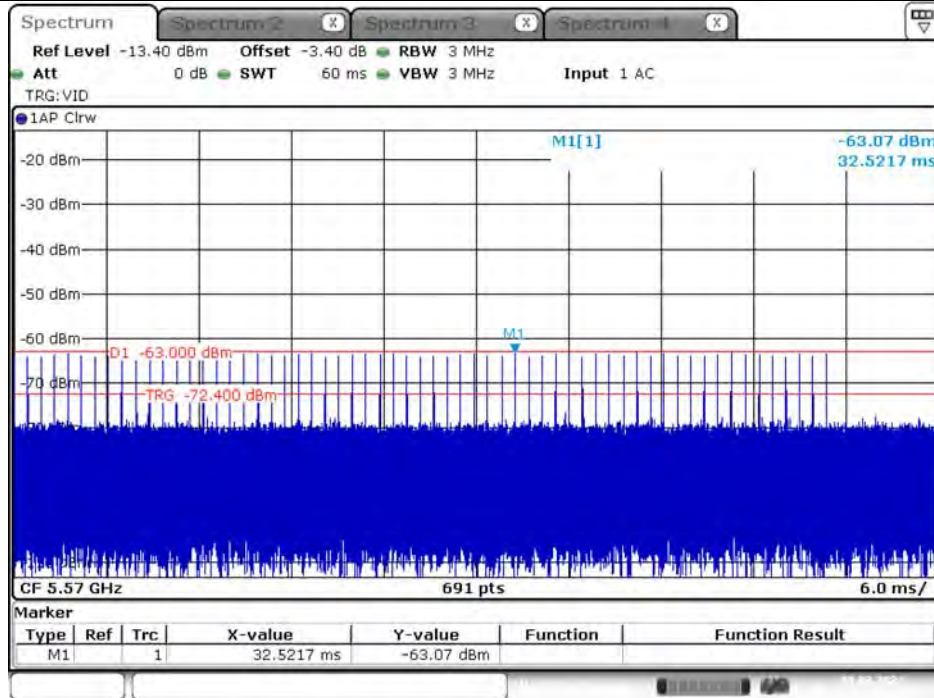 Spectrum Spectrum 2 X Spectrum 3 X Spectrum 4 X
Ref Level -13.40 dBm Offset -3.40 dB RBW 3 MHz
Att 0 dB SWT 60 ms VBW 3 MHz Input 1 AC
TRG:VID
1AP Clrw
M1[1] -63.07 dBm
32.5217 ms
-20 dBm
-30 dBm
-40 dBm
-50 dBm
-60 dBm
M1
D1 -63.000 dBm
-70 dBm
TRG -72.400 dBm
CF 5.57 GHz 691 pts 6.0 ms/
Marker
Type Ref Trc X-value Y-value Function Function Result
M1 1 32.5217 ms -63.07 dBm